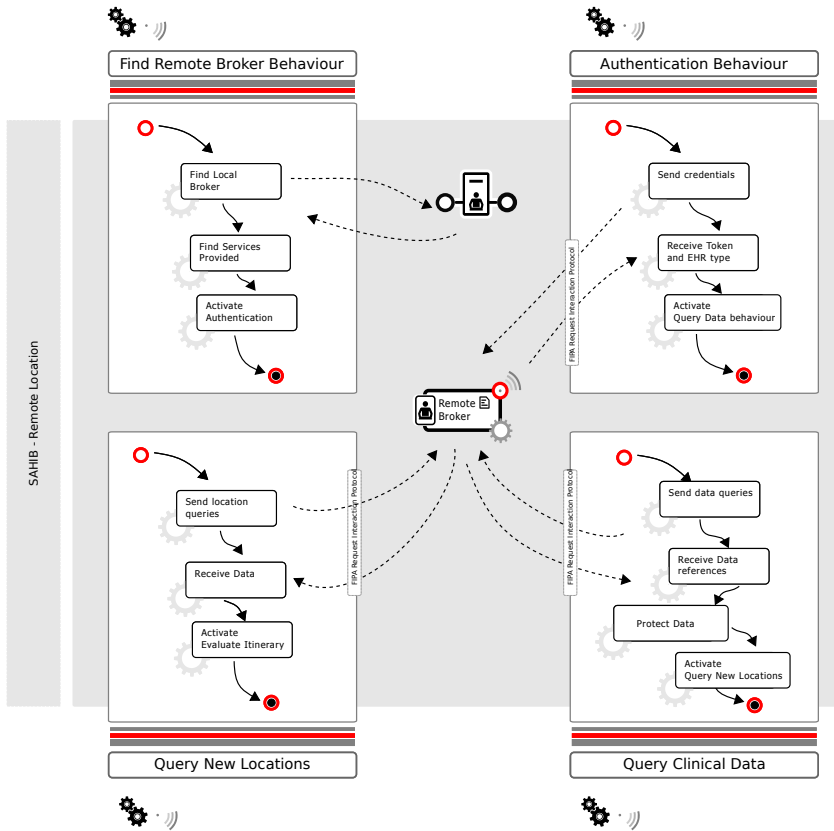 Find Remote Broker Behaviour
Find Local
Broker
Find Services
Provided
Activate
Authentication
Authentication Behaviour
Send credentials
Receive Token
and EHR type
Activate
Query Data behaviour
FIPA Request Interaction Protocol
SAHIB - Remote Location
Remote
Broker
Send location
queries
Receive Data
Activate
Evaluate Itinerary
Query New Locations
FIPA Request Interaction Protocol
FIPA Request Interaction Protocol
Send data queries
Receive Data
references
Protect Data
Activate
Query New Locations
Query Clinical Data